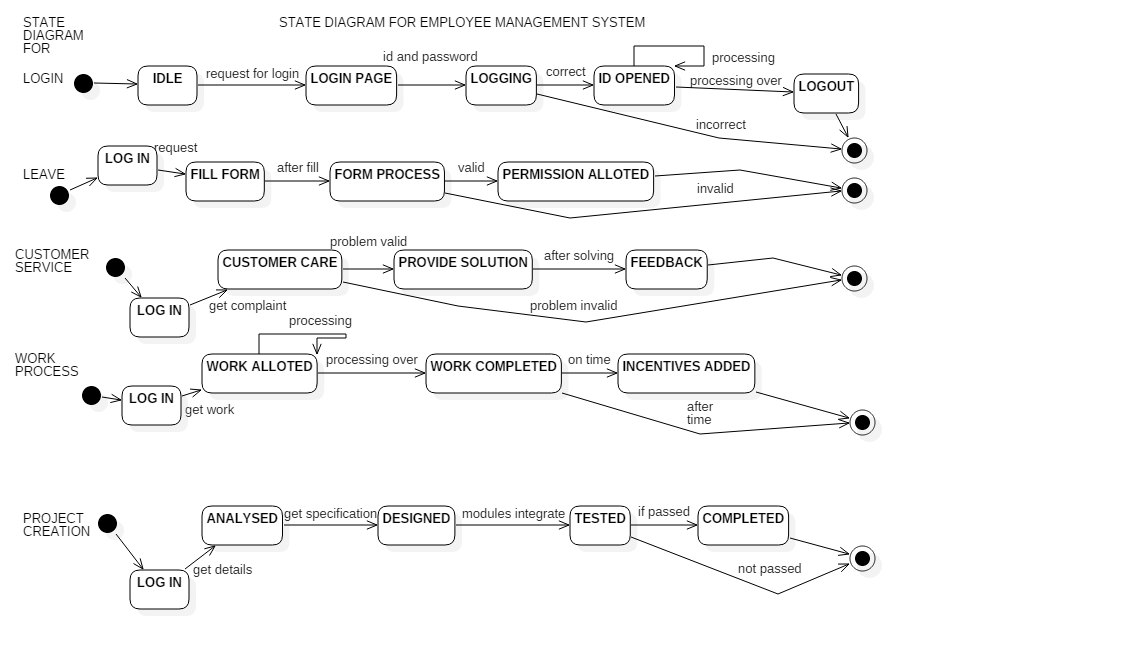 STATE DIAGRAM FOR EMPLOYEE MANAGEMENT SYSTEM
STATE
DIAGRAM
FOR
LOGIN
IDLE
request for login
LOGIN PAGE
id and password
LOGGING
correct
ID OPENED
processing
processing over
LOGOUT
incorrect
LEAVE
LOG IN
request
FILL FORM
after fill
FORM PROCESS
valid
PERMISSION ALLOTED
invalid
CUSTOMER
SERVICE
LOG IN
get complaint
CUSTOMER CARE
problem valid
PROVIDE SOLUTION
after solving
FEEDBACK
problem invalid
WORK
PROCESS
LOG IN
get work
WORK ALLOTED
processing
processing over
WORK COMPLETED
on time
INCENTIVES ADDED
after
time
PROJECT
CREATION
LOG IN
get details
ANALYSED
get specification
DESIGNED
modules integrate
TESTED
if passed
COMPLETED
not passed